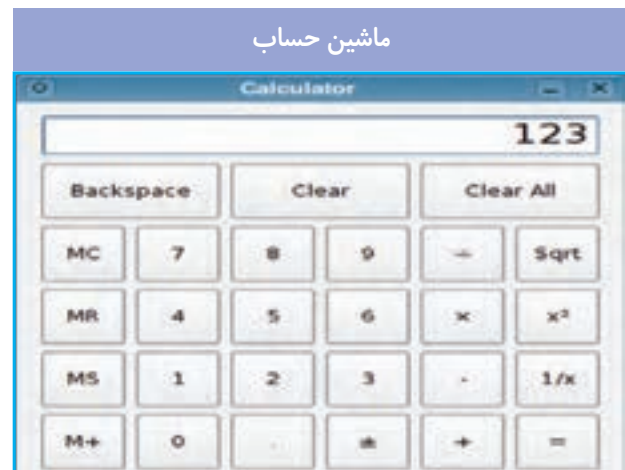 ماشین حساب
Calculator
123
Backspace Clear Clear All
MC 7 8 9 ÷ Sqrt
MR 4 5 6 × x²
MS 1 2 3 - 1/x
M+ 0 . ± + =